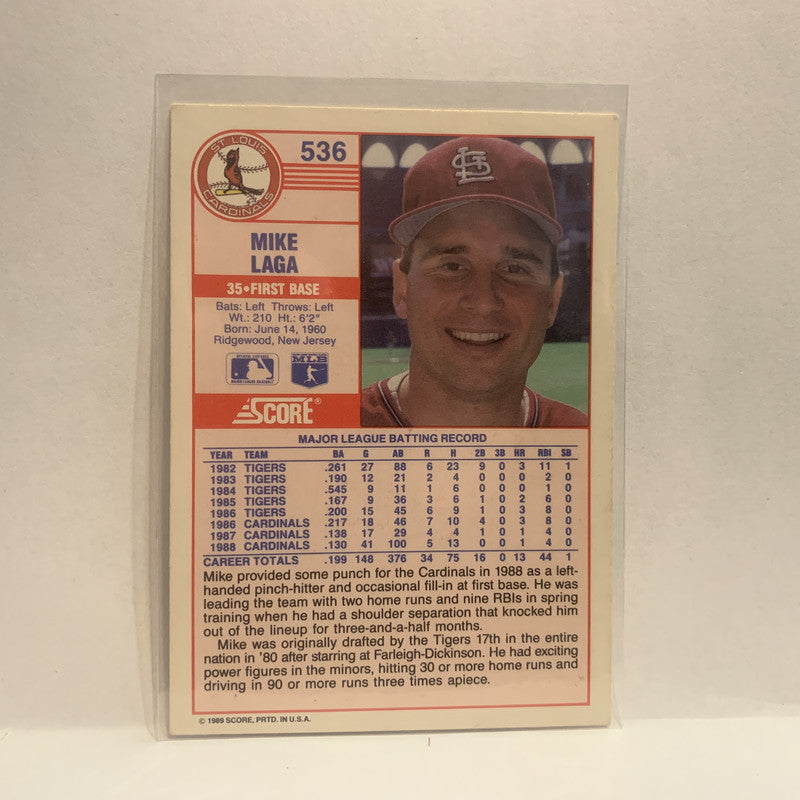 ST. LOUIS
CARDINALS
536
StL
MIKE
LAGA
35•FIRST BASE
Bats: Left Throws: Left
Wt.: 210 Ht.: 6'2"
Born: June 14, 1960
Ridgewood, New Jersey
MLB
SCORE®
MAJOR LEAGUE BATTING RECORD
YEAR TEAM BA G AB R H 2B 3B HR RBI SB
1982 TIGERS .261 27 88 6 23 9 0 3 11 1
1983 TIGERS .190 12 21 2 4 0 0 0 2 0
1984 TIGERS .545 9 11 1 6 0 0 0 1 0
1985 TIGERS .167 9 36 3 6 1 0 2 6 0
1986 TIGERS .200 15 45 6 9 1 0 3 8 0
1986 CARDINALS .217 18 46 7 10 4 0 3 8 0
1987 CARDINALS .138 17 29 4 4 1 0 1 4 0
1988 CARDINALS .130 41 100 5 13 0 0 1 4 0
CAREER TOTALS .199 148 376 34 75 16 0 13 44 1
Mike provided some punch for the Cardinals in 1988 as a left-
handed pinch-hitter and occasional fill-in at first base. He was
leading the team with two home runs and nine RBIs in spring
training when he had a shoulder separation that knocked him
out of the lineup for three-and-a-half months.
Mike was originally drafted by the Tigers 17th in the entire
nation in '80 after starring at Farleigh-Dickinson. He had exciting
power figures in the minors, hitting 30 or more home runs and
driving in 90 or more runs three times apiece.
© 1989 SCORE, PRTD. IN U.S.A.